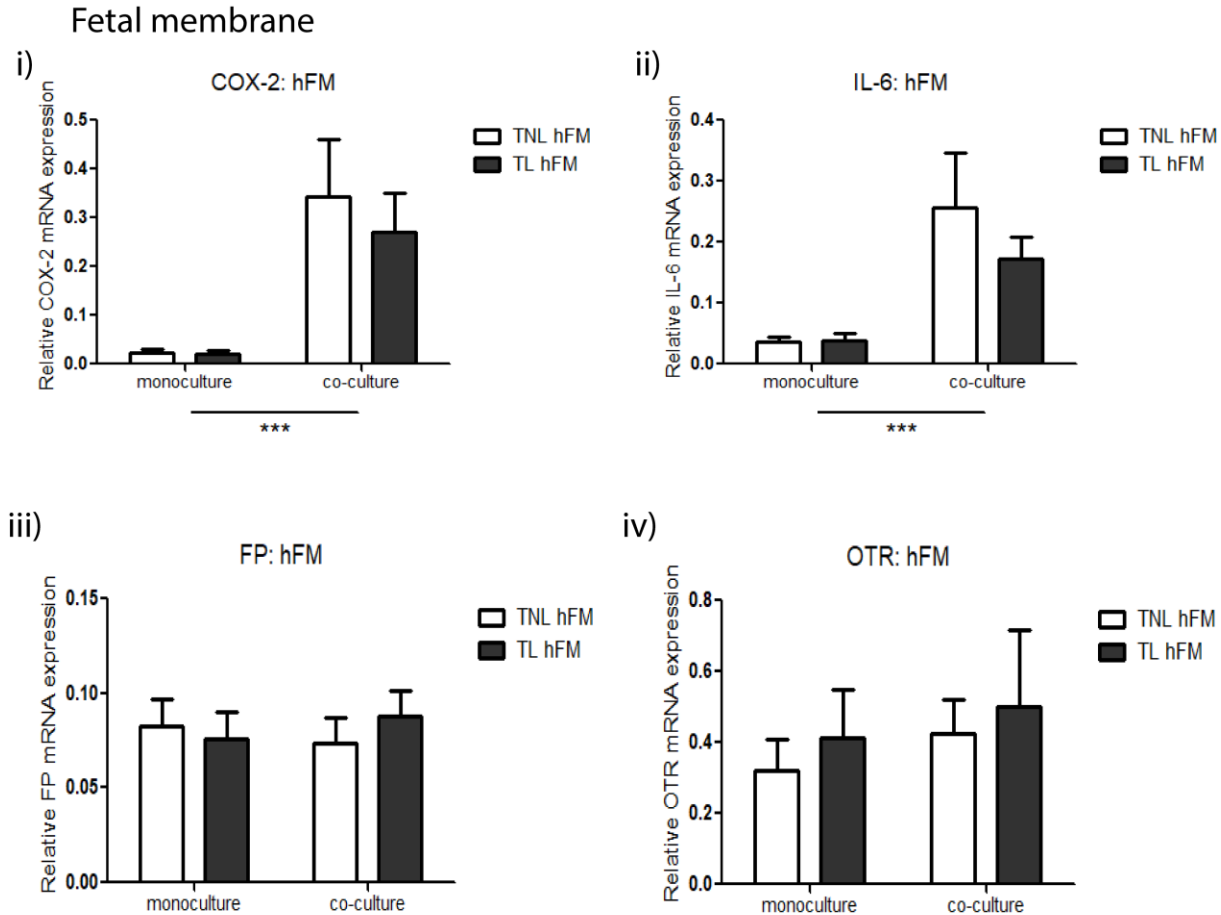 Fetal membrane
i)
COX-2: hFM
Relative COX-2 mRNA expression
0.5
0.4
0.3
0.2
0.1
0.0
monoculture co-culture
***
TNL hFM
TL hFM
ii)
IL-6: hFM
Relative IL-6 mRNA expression
0.4
0.3
0.2
0.1
0.0
monoculture co-culture
***
TNL hFM
TL hFM
iii)
FP: hFM
Relative FP mRNA expression
0.15
0.10
0.05
0.00
monoculture co-culture
TNL hFM
TL hFM
iv)
OTR: hFM
Relative OTR mRNA expression
0.8
0.6
0.4
0.2
0.0
monoculture co-culture
TNL hFM
TL hFM